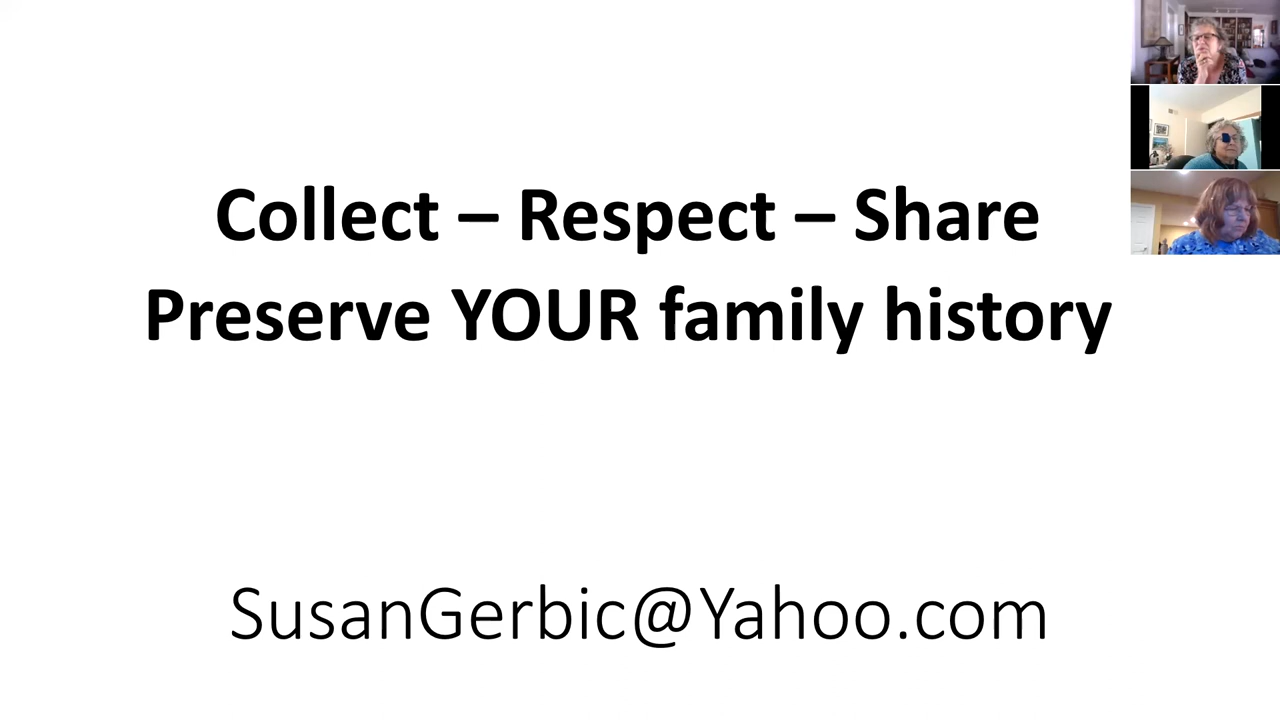 Collect – Respect – Share
Preserve YOUR family history
SusanGerbic@Yahoo.com